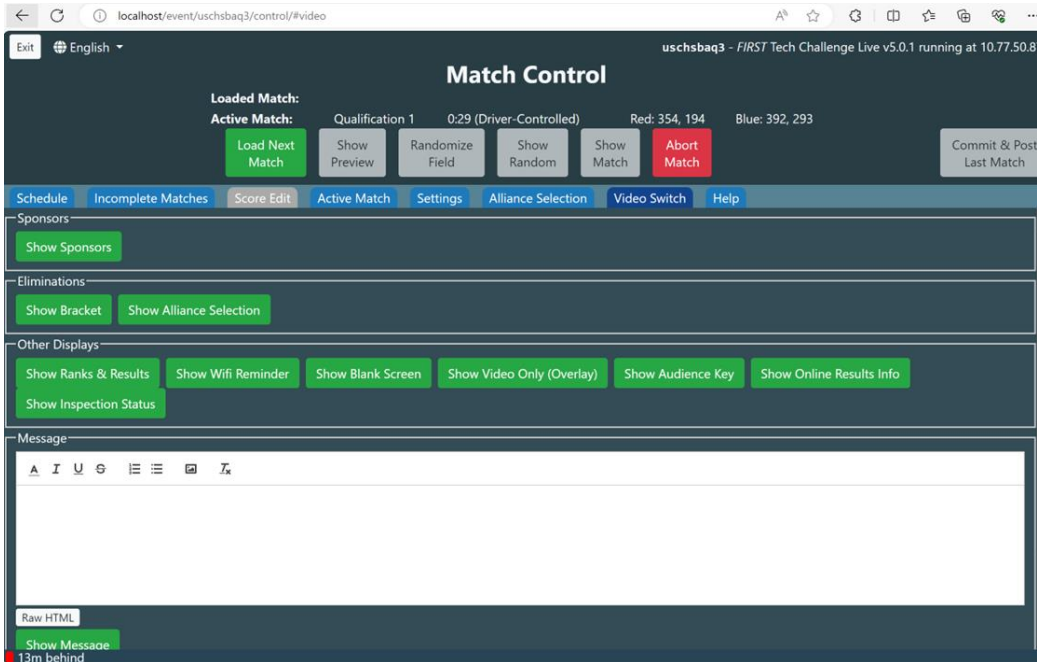 localhost/event/uschsbaq3/control/#video
Exit English uschsbaq3 - FIRST Tech Challenge Live v5.0.1 running at 10.77.50.8
Match Control
Loaded Match:
Active Match: Qualification 1 0:29 (Driver-Controlled) Red: 354, 194 Blue: 392, 293
Load Next Match Show Preview Randomize Field Show Random Show Match Abort Match Commit & Post Last Match
Schedule Incomplete Matches Score Edit Active Match Settings Alliance Selection Video Switch Help
Sponsors
Show Sponsors
Eliminations
Show Bracket Show Alliance Selection
Other Displays
Show Ranks & Results Show Wifi Reminder Show Blank Screen Show Video Only (Overlay) Show Audience Key Show Online Results Info
Show Inspection Status
Message
A I U S Tx
Raw HTML
Show Message
13m behind